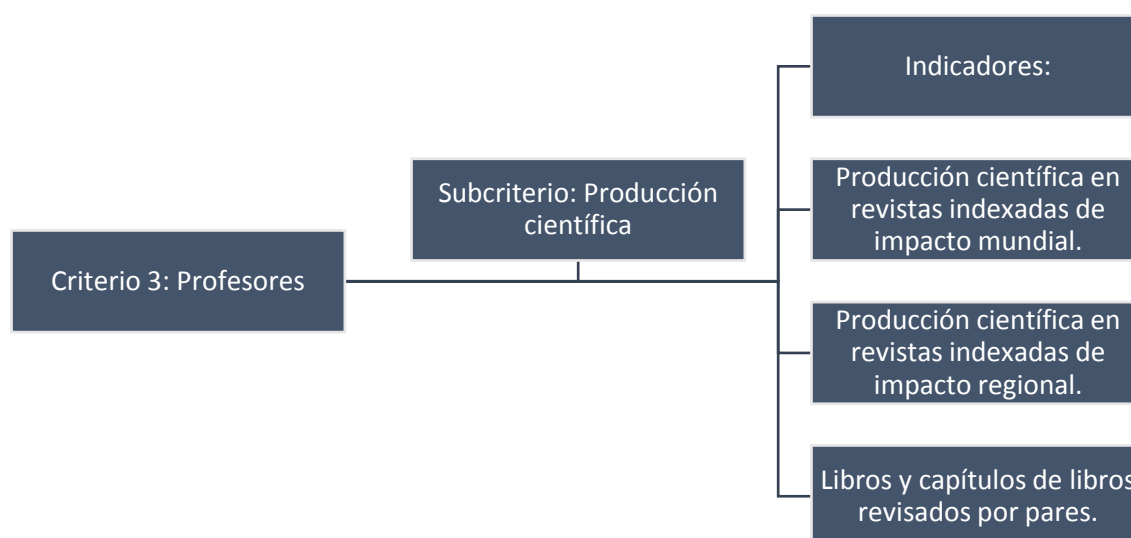 Indicadores:
Subcriterio: Producción
científica
Criterio 3: Profesores
Producción científica en
revistas indexadas de
impacto mundial.
Producción científica en
revistas indexadas de
impacto regional.
Libros y capítulos de libros
revisados por pares.